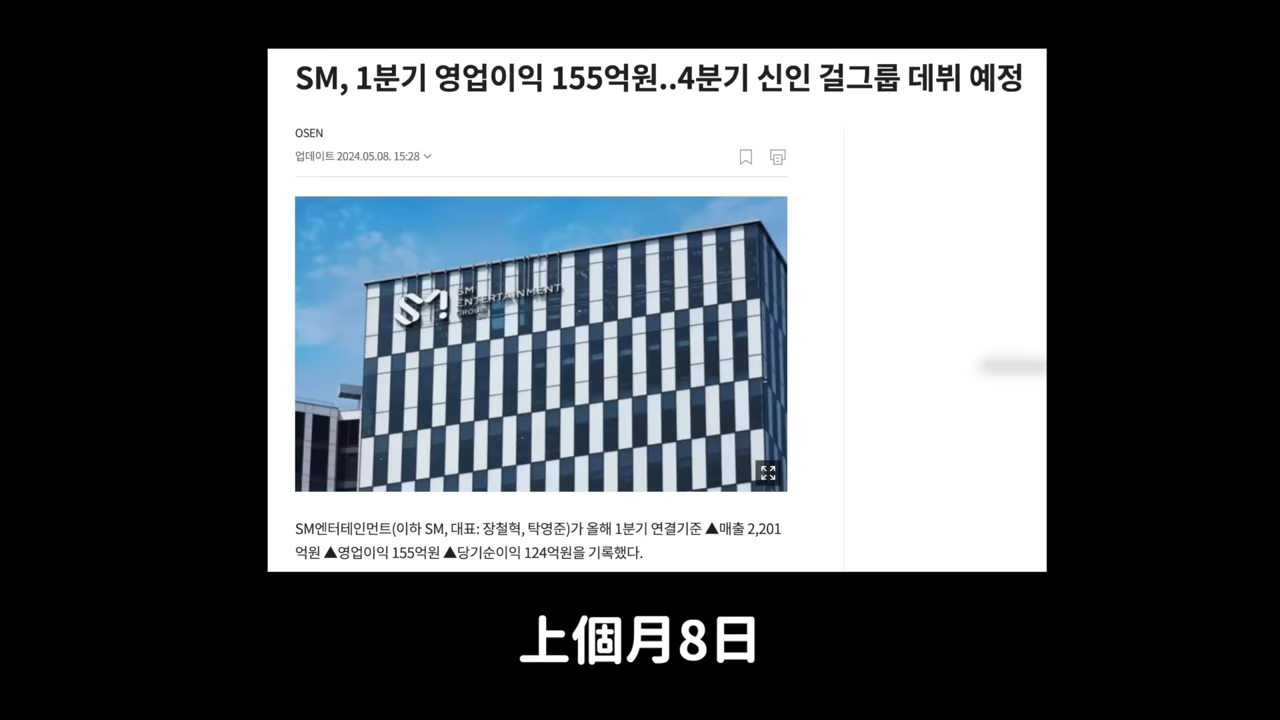 SM, 1분기 영업이익 155억원..4분기 신인 걸그룹 데뷔 예정
OSEN
업데이트 2024.05.08. 15:28
SM
ENTERTAINMENT
GROUP
SM엔터테인먼트(이하 SM, 대표: 장철혁, 탁영준)가 올해 1분기 연결기준 ▲매출 2,201
억원 ▲영업이익 155억원 ▲당기순이익 124억원을 기록했다.
上個月8日